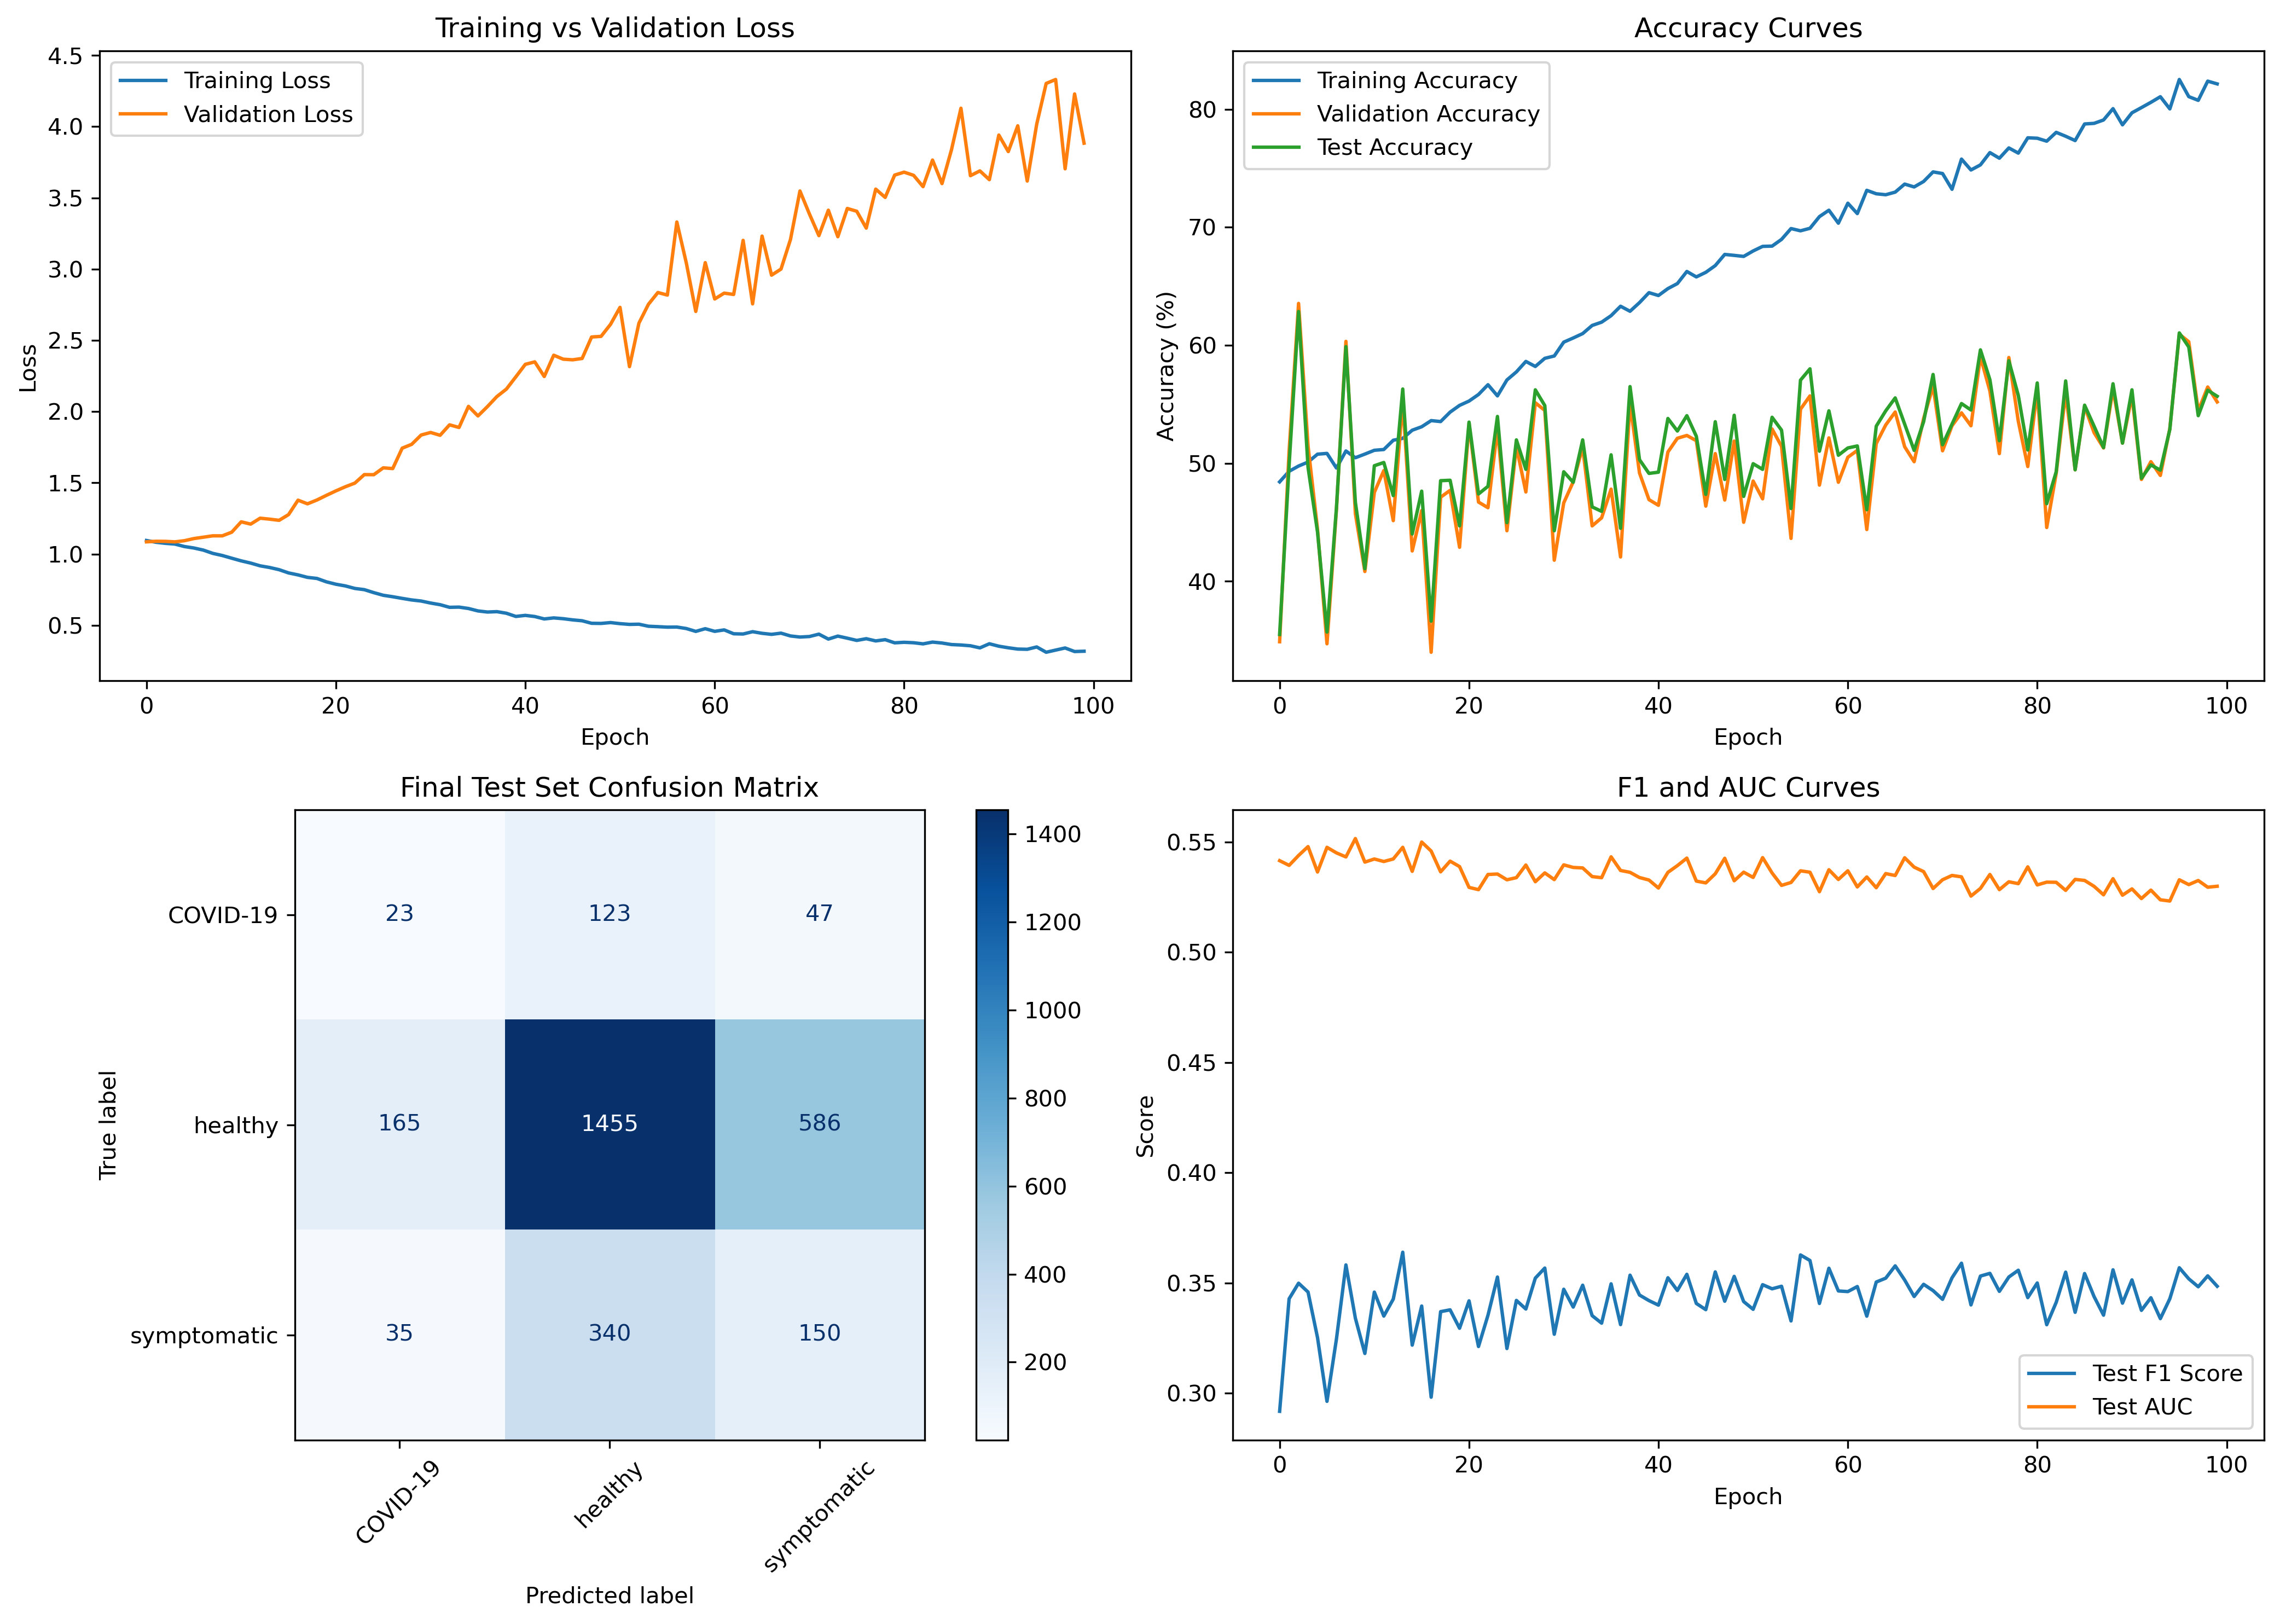 Training vs Validation Loss
Training Loss
Validation Loss
4.5
4.0
3.5
3.0
2.5
2.0
1.5
1.0
0.5
Loss
0 20 40 60 80 100
Epoch
Accuracy Curves
Training Accuracy
Validation Accuracy
Test Accuracy
80
70
60
50
40
Accuracy (%)
0 20 40 60 80 100
Epoch
Final Test Set Confusion Matrix
COVID-19 23 123 47
healthy 165 1455 586
symptomatic 35 340 150
True label
COVID-19 healthy symptomatic
Predicted label
1400
1200
1000
800
600
400
200
F1 and AUC Curves
0.55
0.50
0.45
0.40
0.35
0.30
Score
Test F1 Score
Test AUC
0 20 40 60 80 100
Epoch